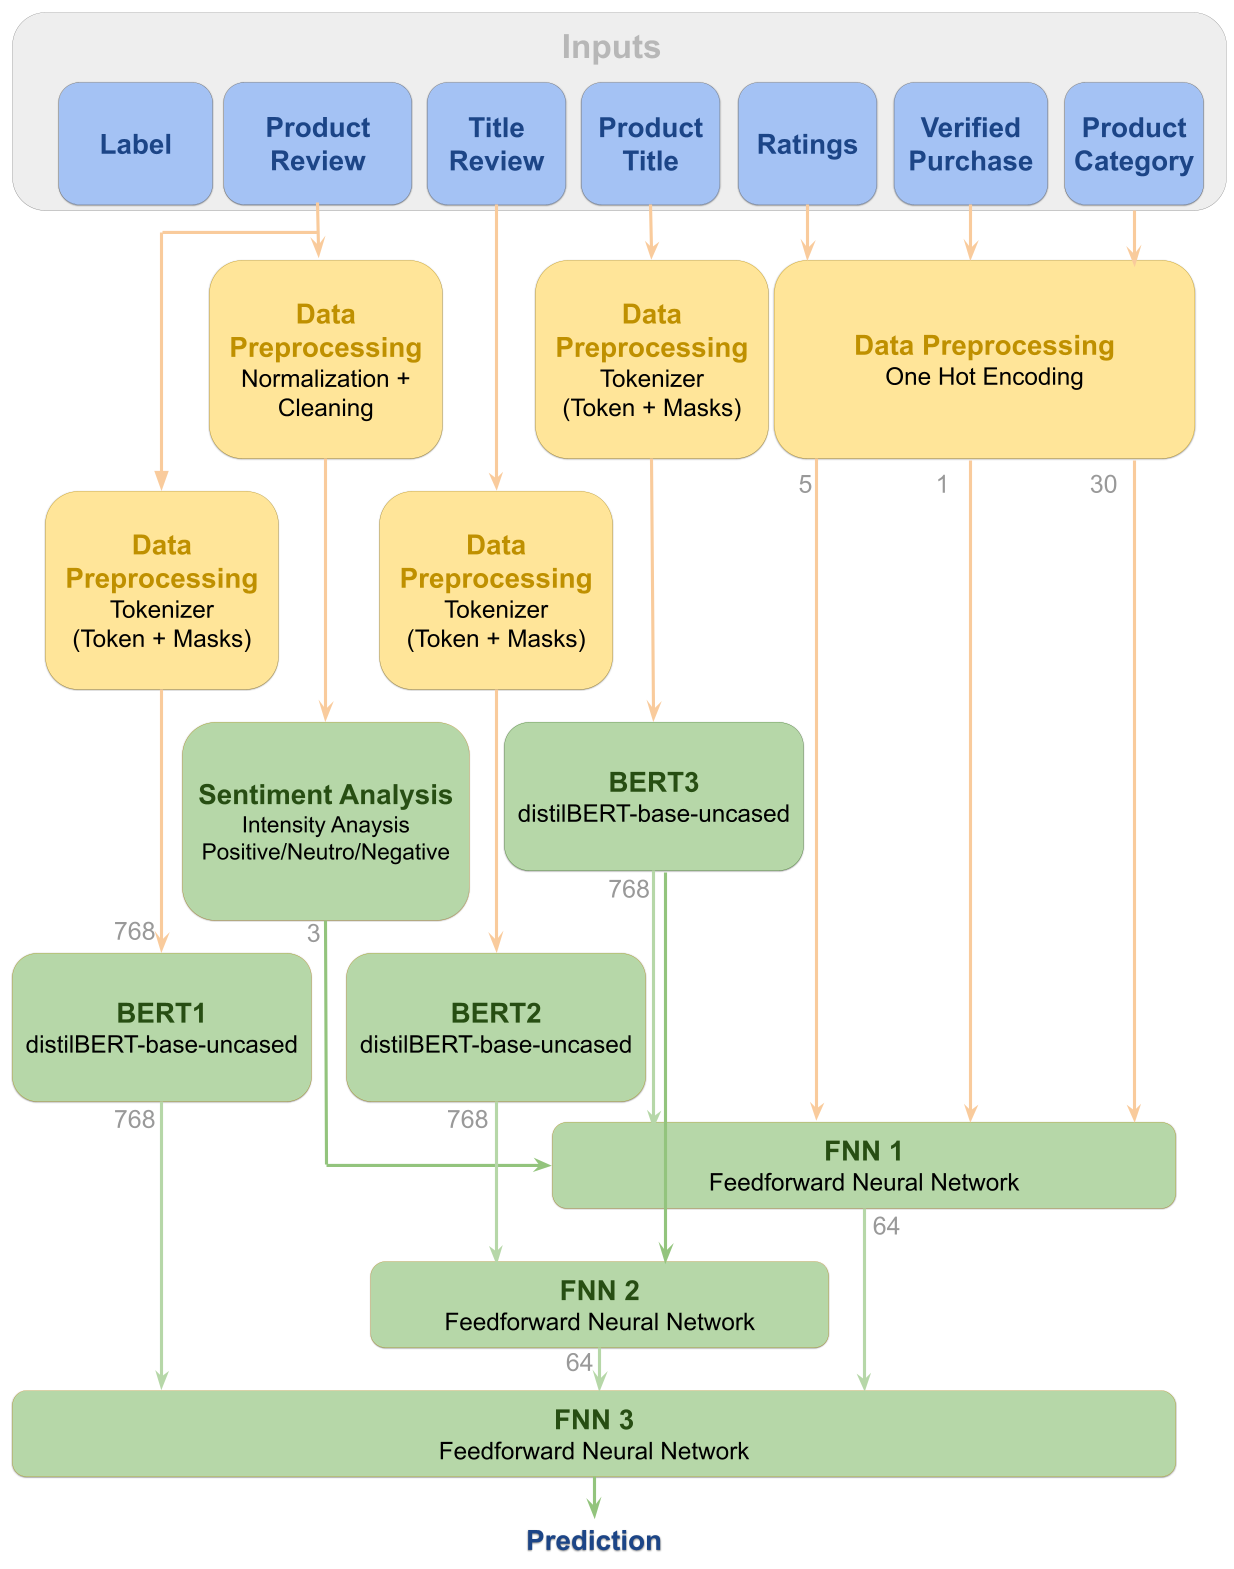 Inputs
Label
Product
Review
Title
Review
Product
Title
Ratings
Verified
Purchase
Product
Category
Data
Preprocessing
Normalization +
Cleaning
Data
Preprocessing
Tokenizer
(Token + Masks)
Data Preprocessing
One Hot Encoding
5
1
30
Data
Preprocessing
Tokenizer
(Token + Masks)
Data
Preprocessing
Tokenizer
(Token + Masks)
Sentiment Analysis
Intensity Anaysis
Positive/Neutro/Negative
BERT3
distilBERT-base-uncased
768
768
3
BERT1
distilBERT-base-uncased
BERT2
distilBERT-base-uncased
768
768
FNN 1
Feedforward Neural Network
64
FNN 2
Feedforward Neural Network
64
FNN 3
Feedforward Neural Network
Prediction